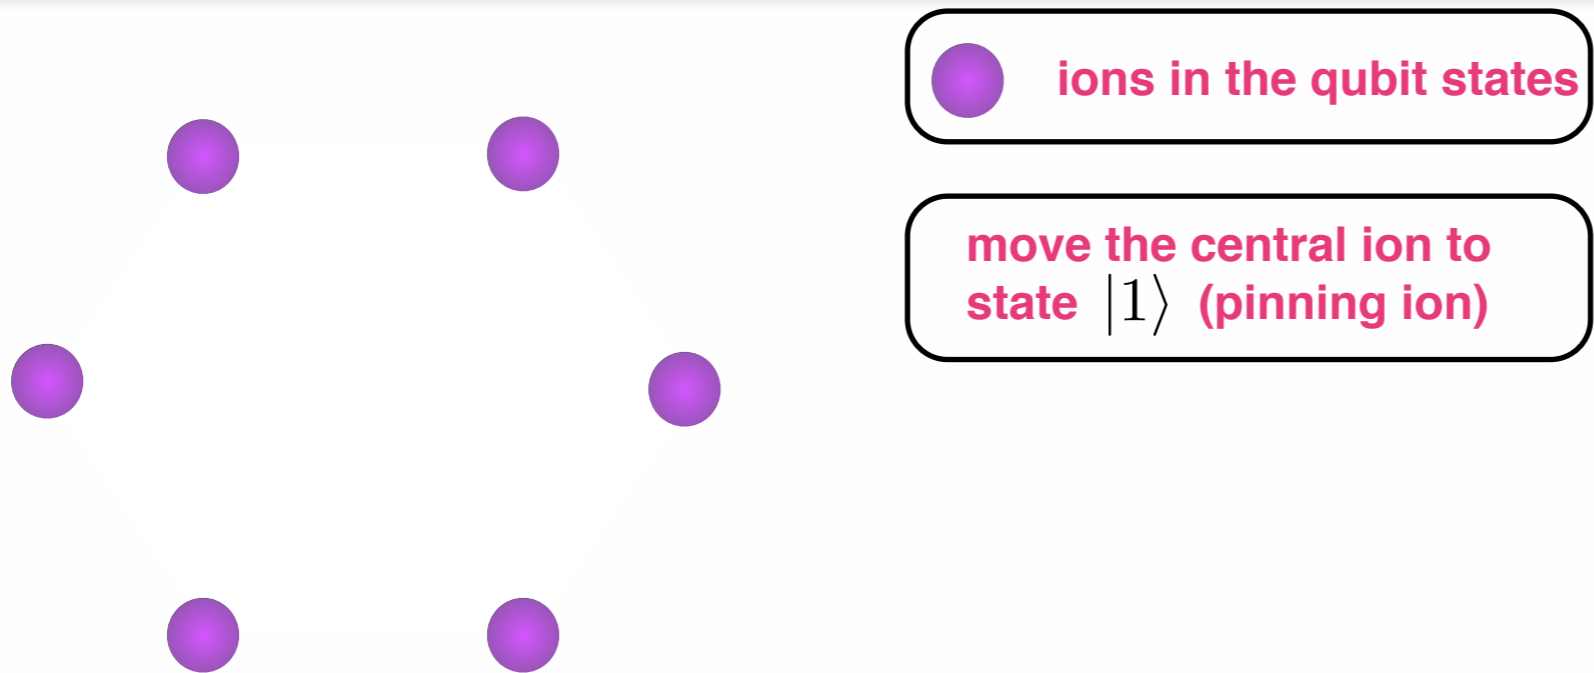 ions in the qubit states
move the central ion to
state |1⟩ (pinning ion)